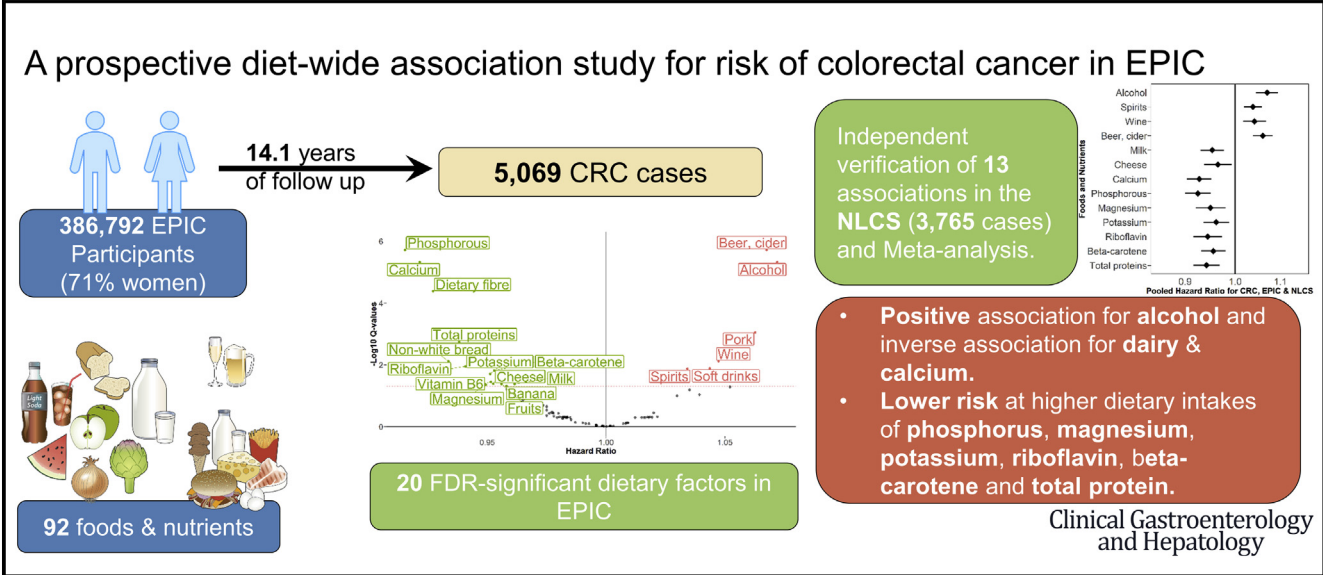 A prospective diet-wide association study for risk of colorectal cancer in EPIC
386,792 EPIC
Participants
(71% women)
14.1 years
of follow up
5,069 CRC cases
Light
Soda
92 foods & nutrients
-Log10 Q-values
6
4
2
0
Phosphorous
Calcium
Dietary fibre
Total proteins
Non-white bread
Riboflavin
Potassium
Beta-carotene
Vitamin B6
Cheese
Milk
Magnesium
Banana
Fruits
Beer, cider
Alcohol
Pork
Wine
Spirits
Soft drinks
0.95
1.00
1.05
Hazard Ratio
20 FDR-significant dietary factors in
EPIC
Independent
verification of 13
associations in the
NLCS (3,765 cases)
and Meta-analysis.
Foods and Nutrients
Alcohol
Spirits
Wine
Beer, cider
Milk
Cheese
Calcium
Phosphorous
Magnesium
Potassium
Riboflavin
Beta-carotene
Total proteins
0.9
1.0
1.1
Pooled Hazard Ratio for CRC, EPIC & NLCS
• Positive association for alcohol and
inverse association for dairy &
calcium.
• Lower risk at higher dietary intakes
of phosphorus, magnesium,
potassium, riboflavin, beta-
carotene and total protein.
Clinical Gastroenterology
and Hepatology